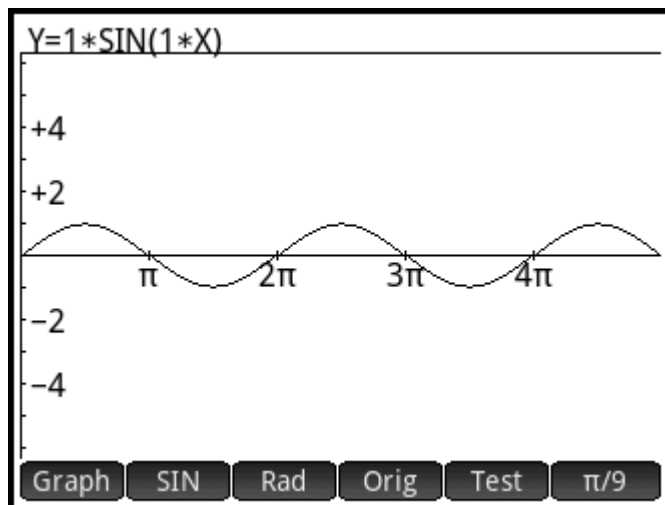 Y=1*SIN(1*X)
+4
+2
π 2π 3π 4π
−2
−4
Graph SIN Rad Orig Test π/9